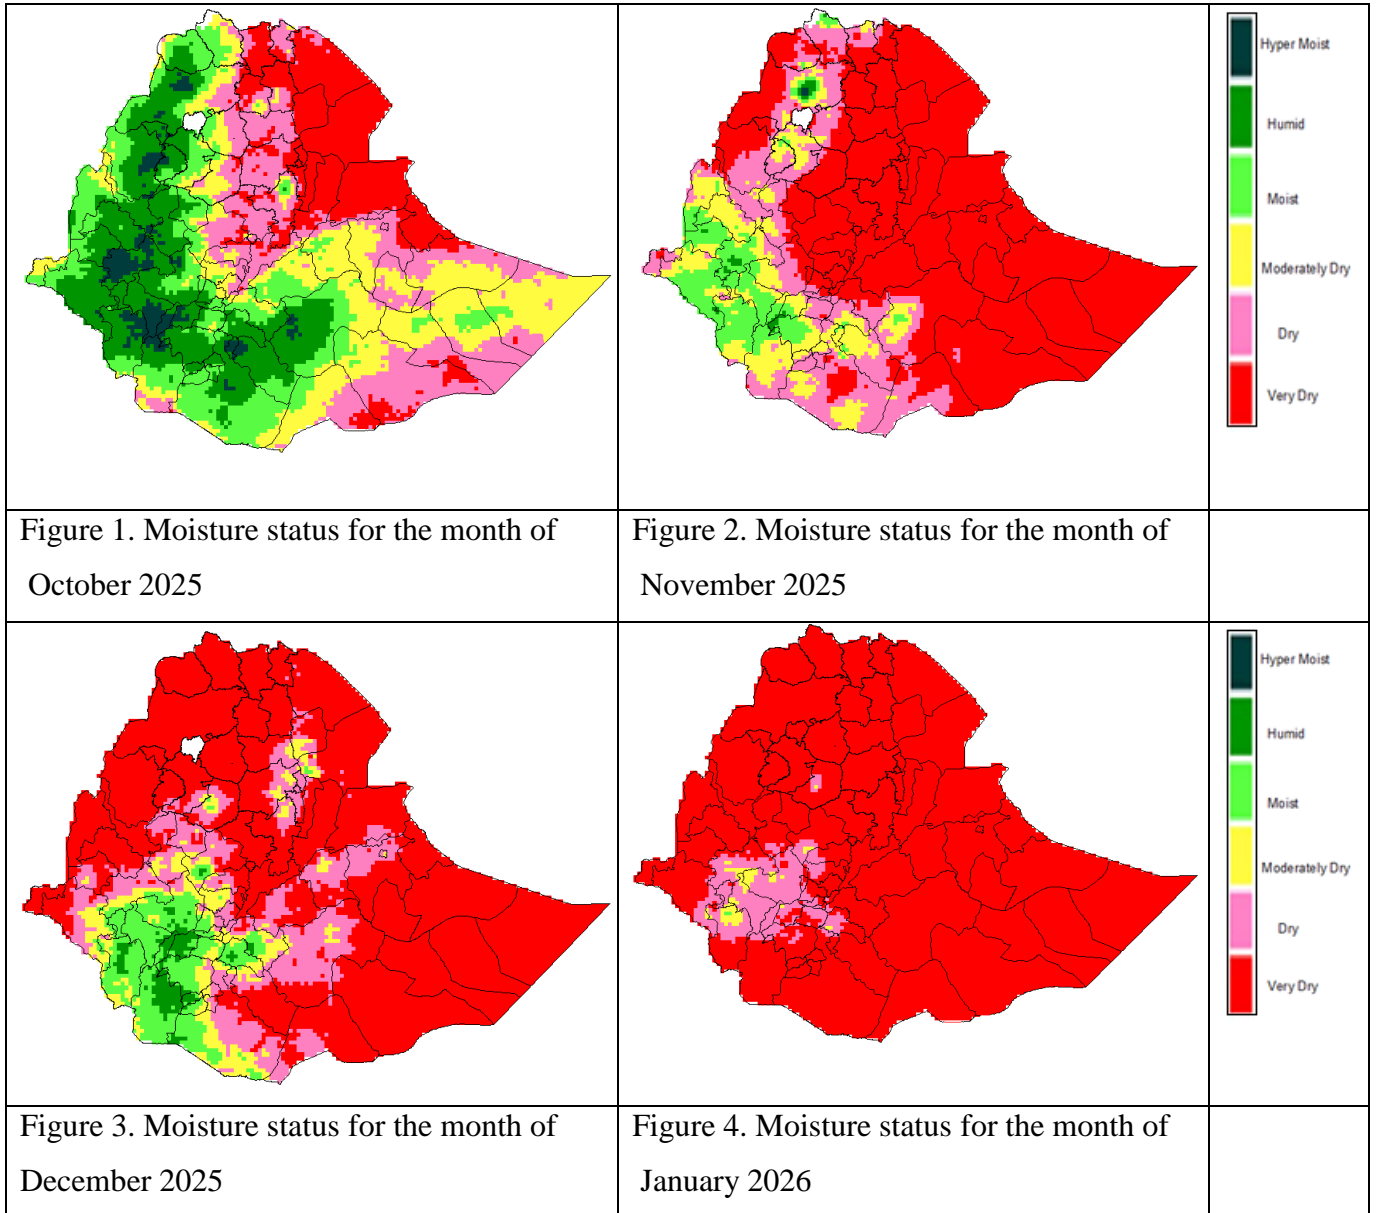 Hyper Moist
Humid
Moist
Moderately Dry
Dry
Very Dry
Figure 1. Moisture status for the month of
October 2025
Figure 2. Moisture status for the month of
November 2025
Hyper Moist
Humid
Moist
Moderately Dry
Dry
Very Dry
Figure 3. Moisture status for the month of
December 2025
Figure 4. Moisture status for the month of
January 2026